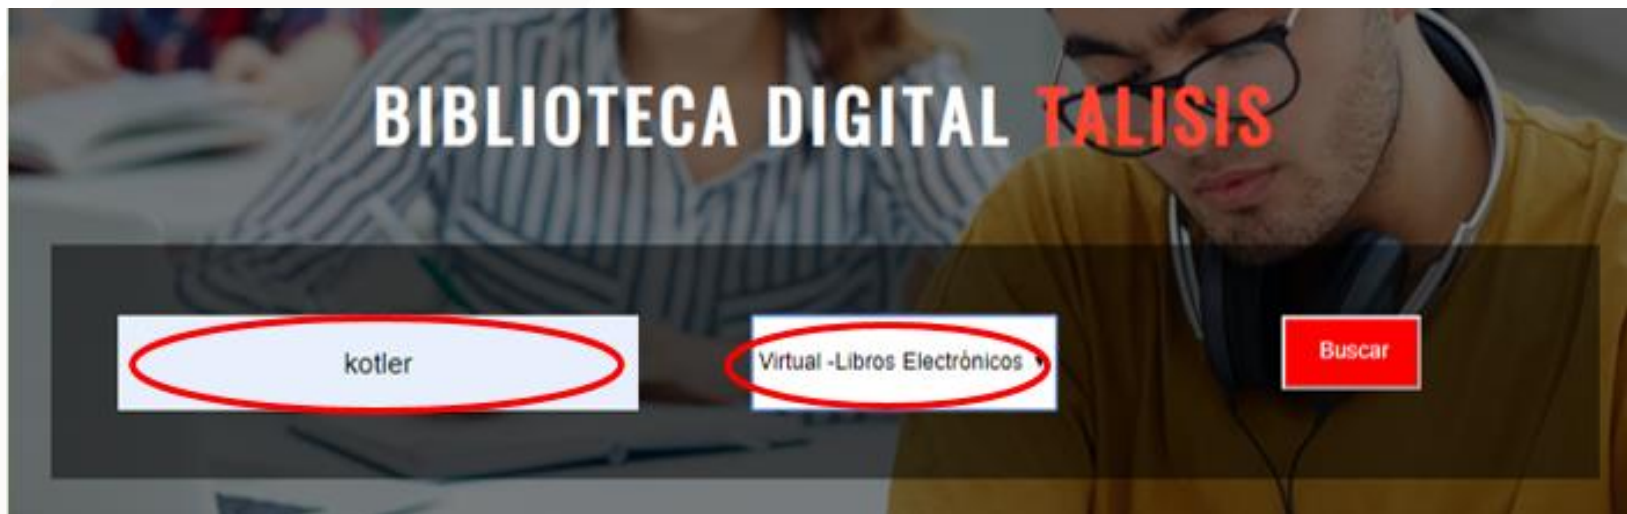 BIBLIOTECA DIGITAL TALISIS
kotler
Virtual -Libros Electrónicos
Buscar